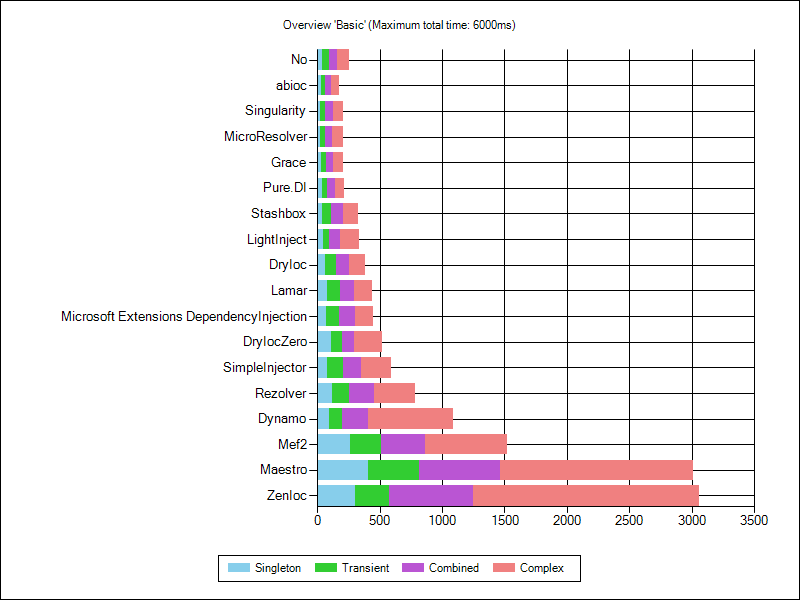 Overview 'Basic' (Maximum total time: 6000ms)
No
abioc
Singularity
MicroResolver
Grace
Pure.DI
Stashbox
LightInject
DryIoc
Lamar
Microsoft Extensions DependencyInjection
DryIocZero
SimpleInjector
Rezolver
Dynamo
Mef2
Maestro
ZenIoc
0 500 1000 1500 2000 2500 3000 3500
Singleton Transient Combined Complex